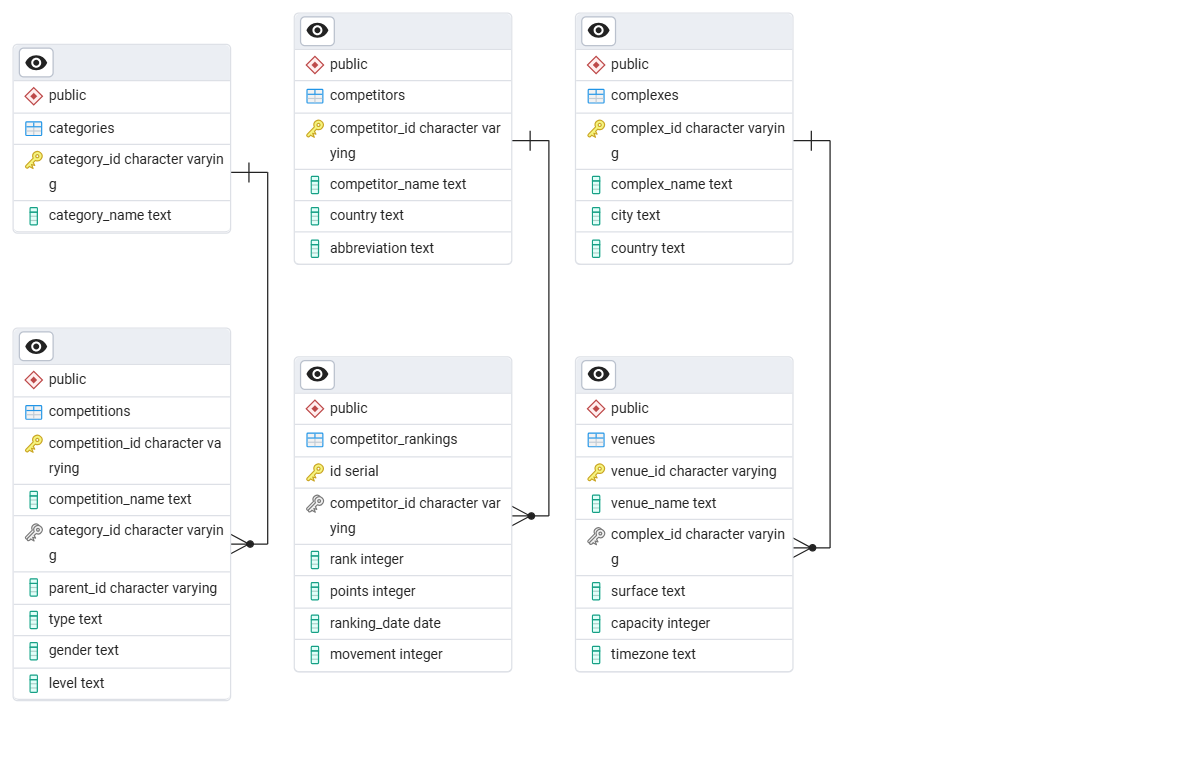 public
categories
category_id character varyin
g
category_name text
public
competitors
competitor_id character var
ying
competitor_name text
country text
abbreviation text
public
complexes
complex_id character varyin
g
complex_name text
city text
country text
public
competitions
competition_id character va
rying
competition_name text
category_id character varyin
g
parent_id character varying
type text
gender text
level text
public
competitor_rankings
id serial
competitor_id character var
ying
rank integer
points integer
ranking_date date
movement integer
public
venues
venue_id character varying
venue_name text
complex_id character varyin
g
surface text
capacity integer
timezone text